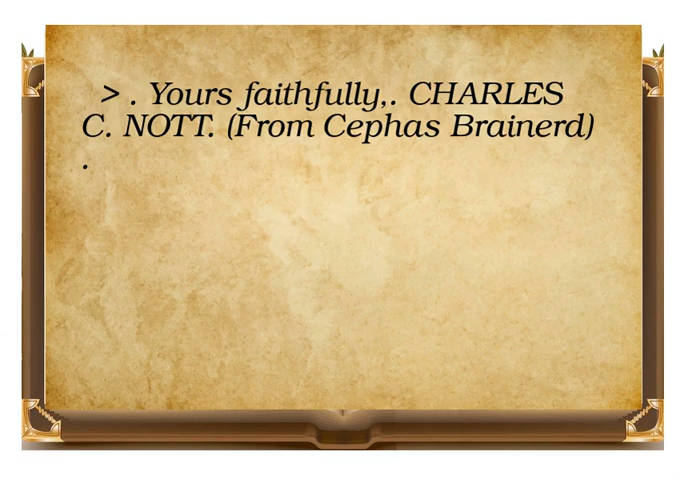 > . Yours faithfully,. CHARLES
C. NOTT. (From Cephas Brainerd)
.